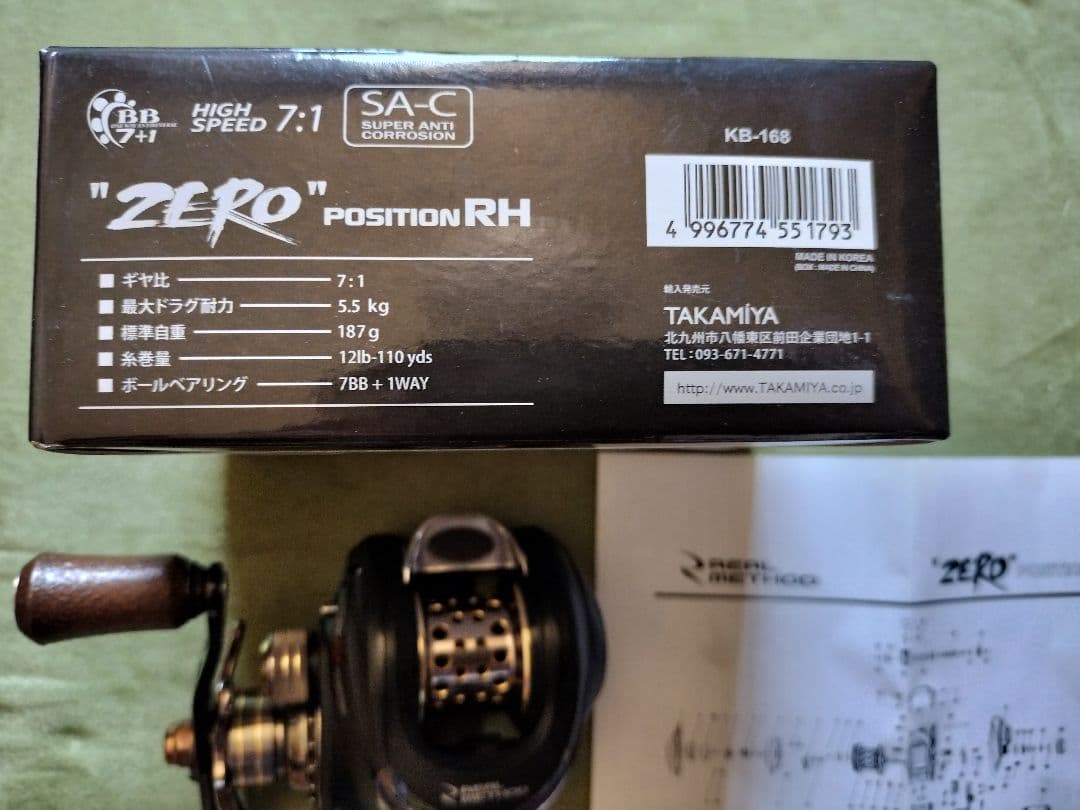 BB
7+1
HIGH
SPEED 7:1
SA-C
SUPER ANTI
CORROSION
"ZERO" POSITION RH
■ ギヤ比 7:1
■ 最大ドラグ耐力 5.5 kg
■ 標準自重 187g
■ 糸巻量 12lb-110 yds
■ ボールベアリング 7BB + 1WAY
KB-168
4 996774 551793
MADE IN KOREA
(BOX : MADE IN CHINA)
輸入発売元
TAKAMIYA
北九州市八幡東区前田企業団地1-1
TEL : 093-671-4771
http://www.TAKAMIYA.co.jp
REAL
METHOD
"ZERO" POSITION
REAL
METHOD